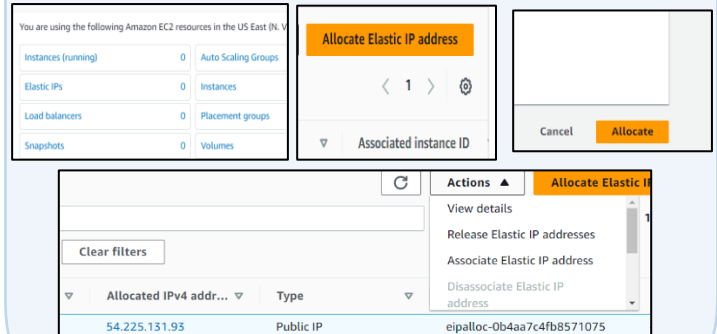 You are using the following Amazon EC2 resources in the US East (N. V
Instances (running) 0 Auto Scaling Groups
Elastic IPs 0 Instances
Load balancers 0 Placement groups
Snapshots 0 Volumes
Allocate Elastic IP address
1
Associated instance ID
Cancel Allocate
Actions ▲ Allocate Elastic IP
View details
1
Release Elastic IP addresses
Clear filters
Associate Elastic IP address
Disassociate Elastic IP
address
Allocated IPv4 addr... Type
54.225.131.93 Public IP eipalloc-0b4aa7c4fb8571075